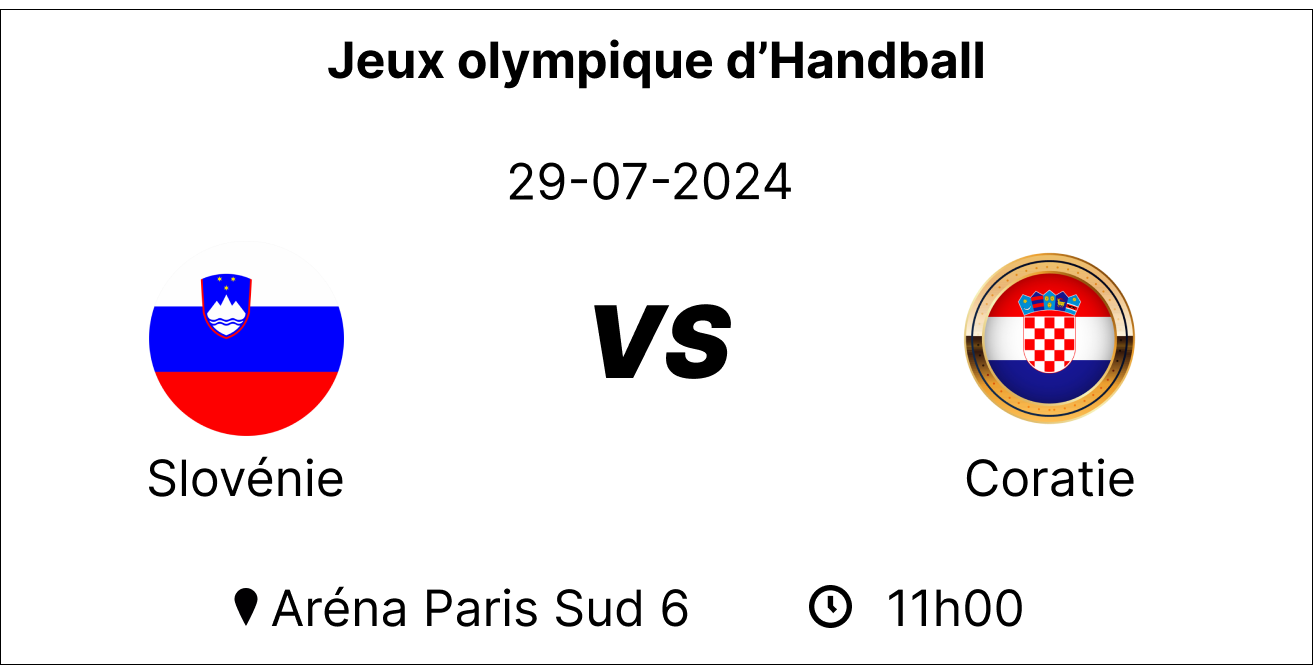 Jeux olympique d’Handball
29-07-2024
VS
Slovénie
Coratie
Aréna Paris Sud 6
11h00